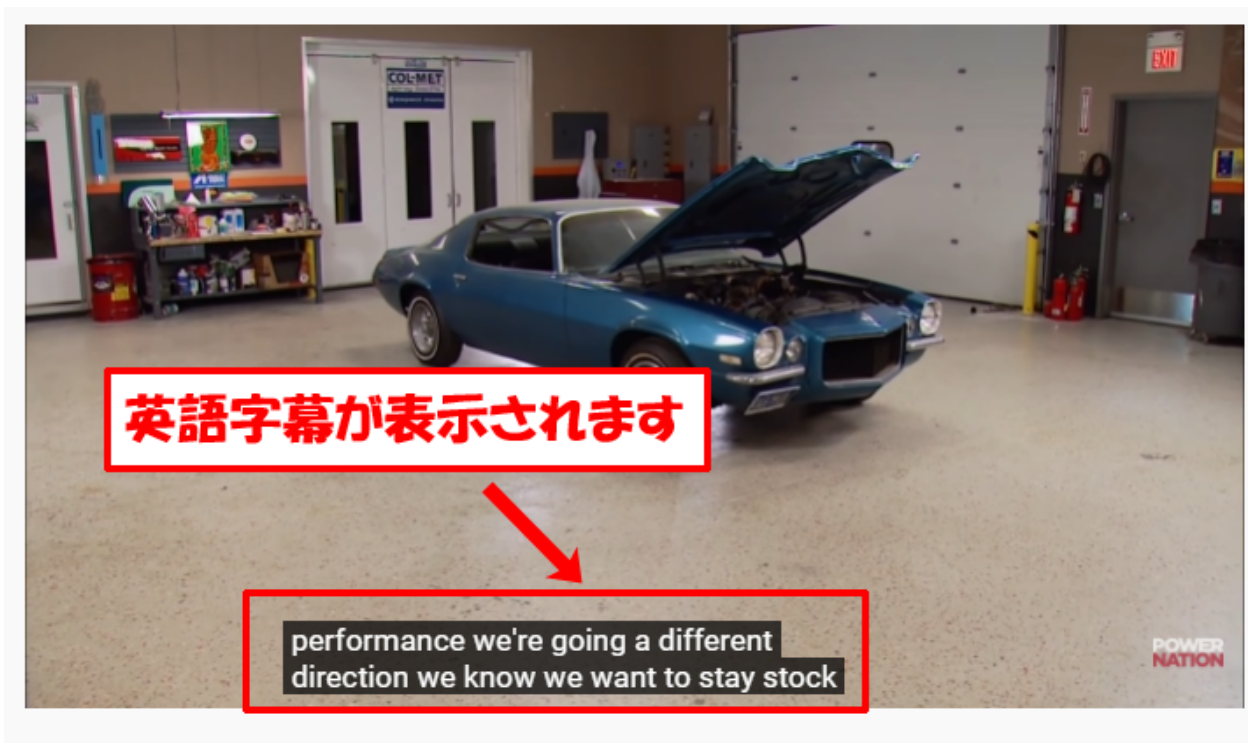 COL-MET
EXIT
英語字幕が表示されます
performance we're going a different
direction we know we want to stay stock
POWER
NATION